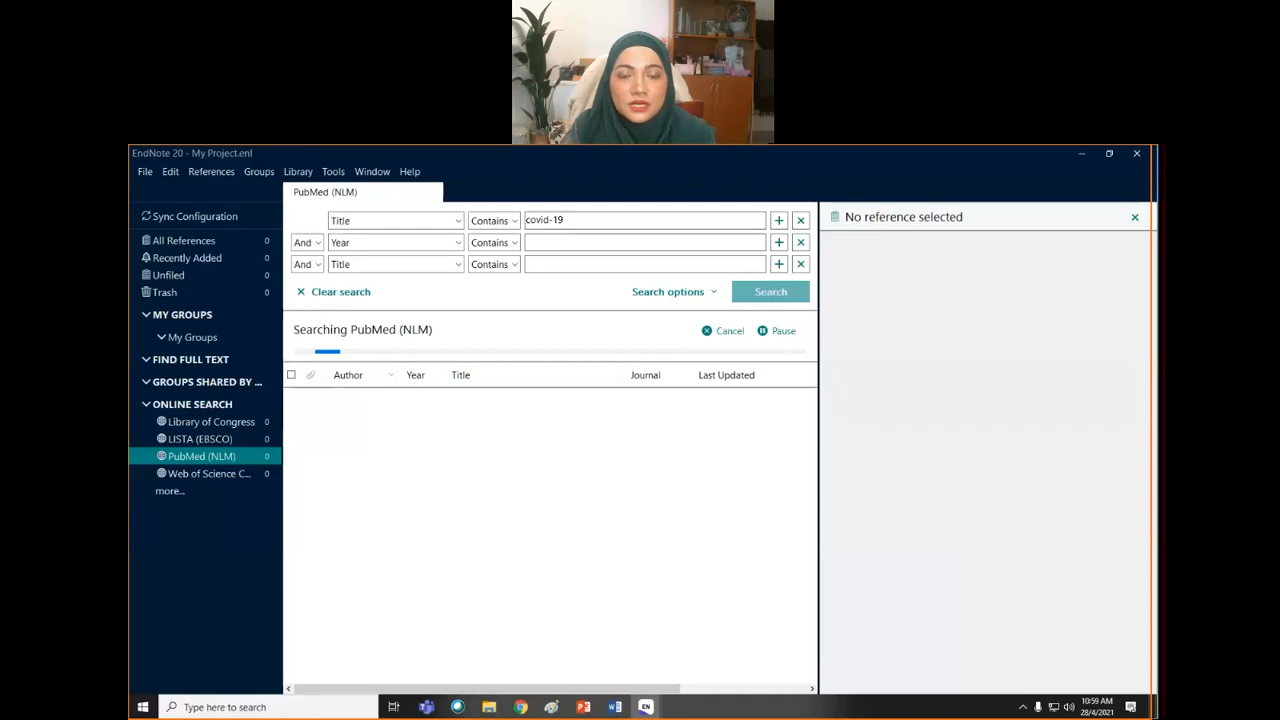 EndNote 20 - My Project.enl
File Edit References Groups Library Tools Window Help
PubMed (NLM)
Sync Configuration
All References 0
Recently Added 0
Unfiled 0
Trash 0
MY GROUPS
My Groups
FIND FULL TEXT
GROUPS SHARED BY ...
ONLINE SEARCH
Library of Congress 0
LISTA (EBSCO) 0
PubMed (NLM) 0
Web of Science C... 0
more...
Title Contains covid-19
And Year Contains
And Title Contains
Clear search Search options Search
Searching PubMed (NLM) Cancel Pause
Author Year Title Journal Last Updated
No reference selected
Type here to search
10:59 AM
28/4/2021